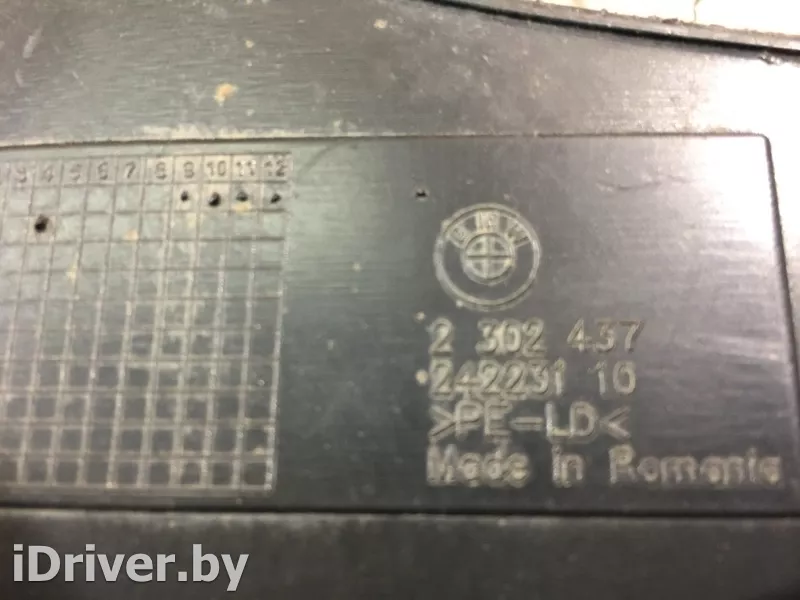 3 4 5 6 7 8 9 10 11 12
BMW
2 302 437
242231 10
>PE-LD<
Made in Romania
iDriver.by